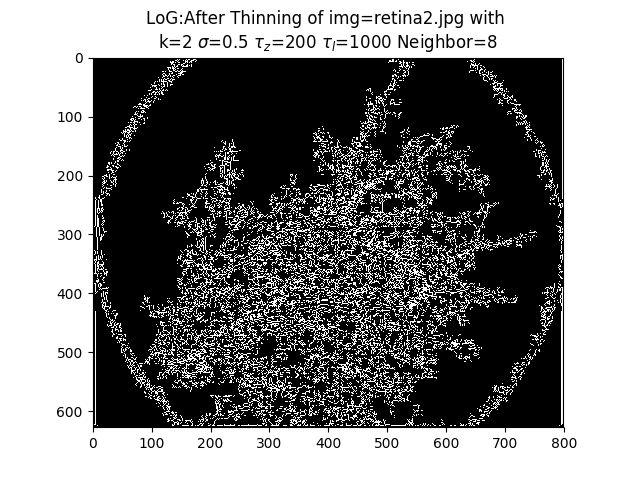 LoG:After Thinning of img=retina2.jpg with
k=2 σ=0.5 τz=200 τl=1000 Neighbor=8
0
100
200
300
400
500
600
0 100 200 300 400 500 600 700 800